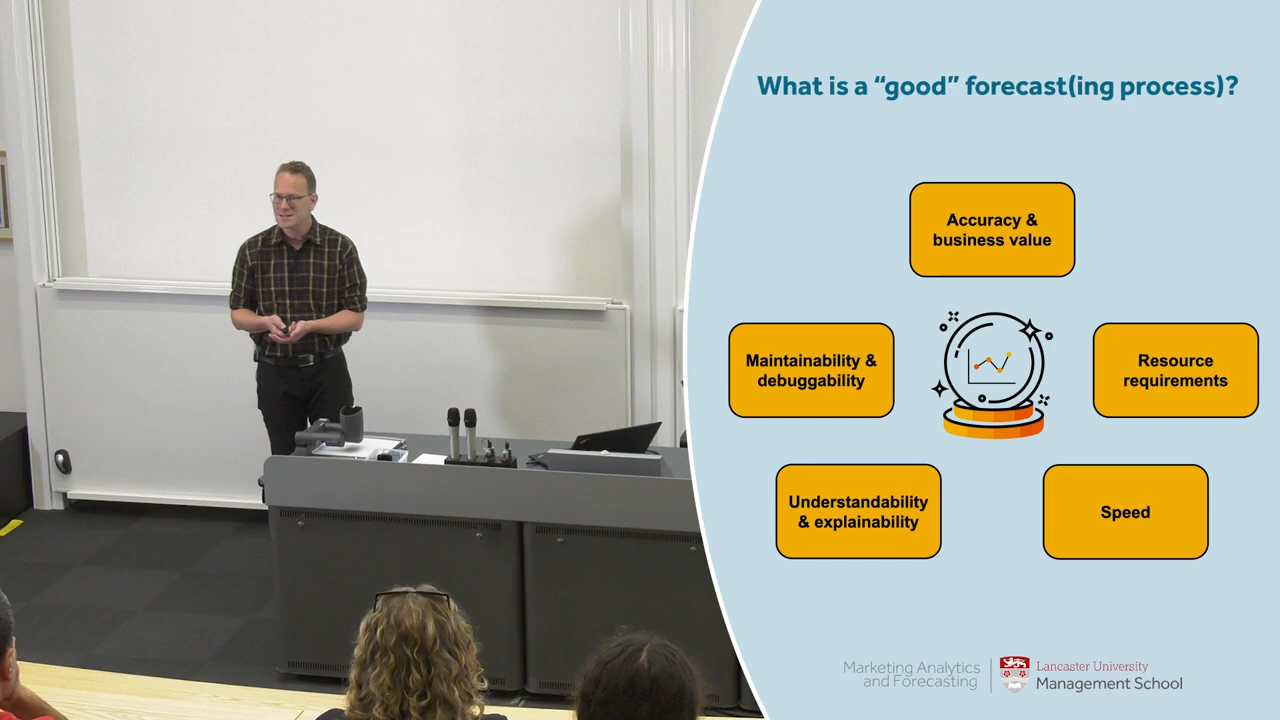 What is a “good” forecast(ing process)?
Accuracy &
business value
Maintainability &
debuggability
Resource
requirements
Understandability
& explainability
Speed
Marketing Analytics
and Forecasting
Lancaster University
Management School